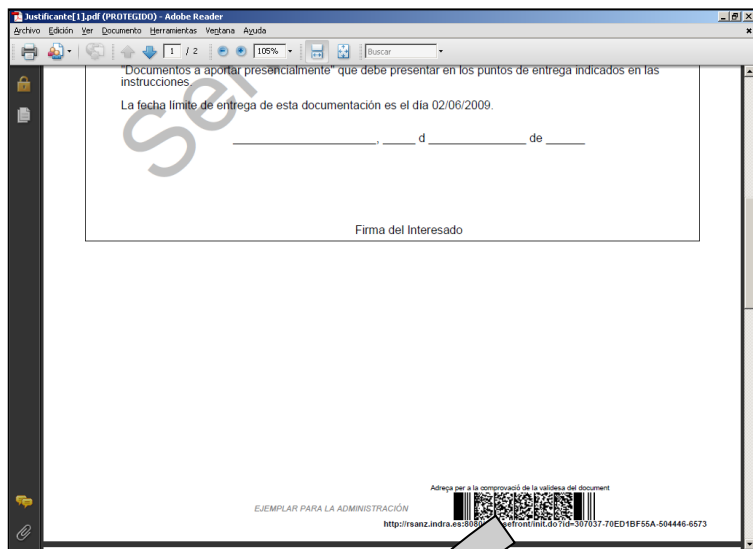 Justificante[1].pdf (PROTEGIDO) - Adobe Reader
Archivo Edición Ver Documento Herramientas Ventana Ayuda
1 / 2 105% Buscar
"Documentos a aportar presencialmente" que debe presentar en los puntos de entrega indicados en las
instrucciones.
La fecha límite de entrega de esta documentación es el día 02/06/2009.
____________________, _____ d _______________ de ______
Firma del Interesado
Adreça per a la comprovació de la validesa del document
EJEMPLAR PARA LA ADMINISTRACIÓN
http://rsanz.indra.es:808 sefront/init.do?id=307037-70ED1BF55A-504446-6573